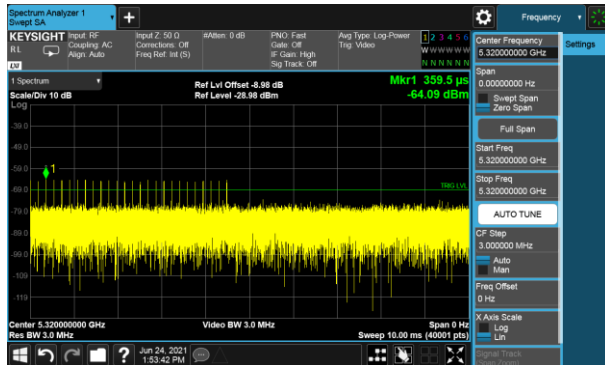 Spectrum Analyzer 1
Swept SA
Frequency
KEYSIGHT
RL
LXI
Input: RF
Coupling: AC
Align: Auto
Input Z: 50 Ω
Corrections: Off
Freq Ref: Int (S)
#Atten: 0 dB
PNO: Fast
Gate: Off
IF Gain: High
Sig Track: Off
Avg Type: Log-Power
Trig: Video
1 2 3 4 5 6
W W W W W W
N N N N N N
1 Spectrum
Scale/Div 10 dB
Log
Ref Lvl Offset -8.98 dB
Ref Level -28.98 dBm
Mkr1 359.5 µs
-64.09 dBm
-39.0
-49.0
-59.0
-69.0
-79.0
-89.0
-99.0
-109
-119
1
TRIG LVL
Center 5.320000000 GHz
Res BW 3.0 MHz
Video BW 3.0 MHz
Span 0 Hz
Sweep 10.00 ms (40001 pts)
Center Frequency
5.320000000 GHz
Span
0.00000000 Hz
Swept Span
Zero Span
Full Span
Start Freq
5.320000000 GHz
Stop Freq
5.320000000 GHz
AUTO TUNE
CF Step
3.000000 MHz
Auto
Man
Freq Offset
0 Hz
X Axis Scale
Log
Lin
Signal Track
(Span Zoom)
Settings
Jun 24, 2021
1:53:42 PM